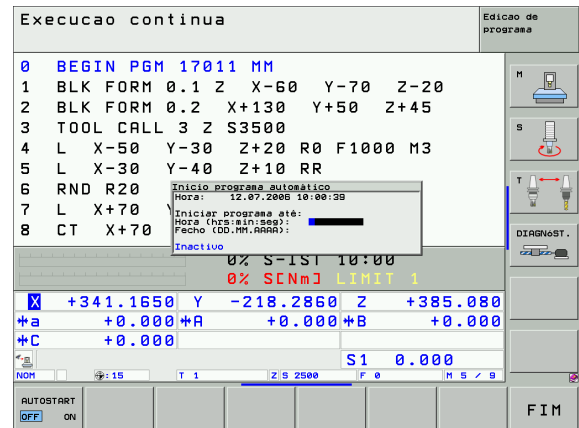 Execucao continua
Edicao de
programa
0 BEGIN PGM 17011 MM
1 BLK FORM 0.1 Z X-60 Y-70 Z-20
2 BLK FORM 0.2 X+130 Y+50 Z+45
3 TOOL CALL 3 Z S3500
4 L X-50 Y-30 Z+20 R0 F1000 M3
5 L X-30 Y-40 Z+10 RR
6 RND R20
7 L X+70
8 CT X+70
Inicio programa automático
Hora: 12.07.2006 10:00:39
Iniciar programa até:
Hora (hrs:min:seg):
Fecho (DD.MM.AAAA):
Inactivo
M
S
T
DIAGNÓST.
0% S-IST 10:00
0% S[Nm] LIMIT 1
X +341.1650 Y -218.2860 Z +385.080
a +0.000 A +0.000 B +0.000
C +0.000
S1 0.000
NOM :15 T 1 Z S 2500 F 0 M 5 / 9
AUTOSTART
OFF ON
FIM